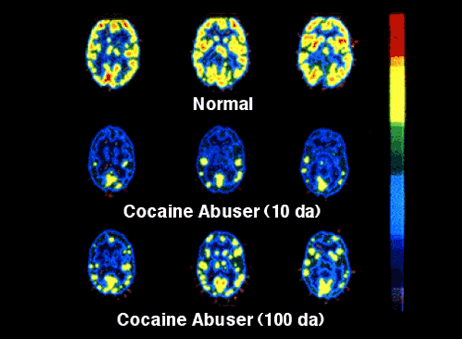 Normal
Cocaine Abuser (10 da)
Cocaine Abuser (100 da)